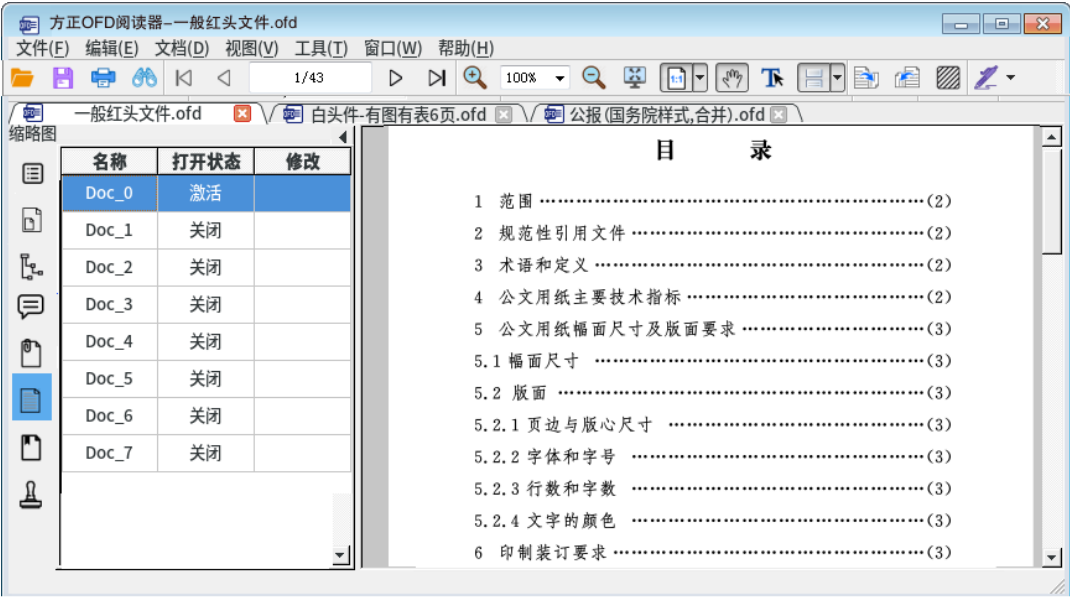 方正OFD阅读器–一般红头文件.ofd
文件(F) 编辑(E) 文档(D) 视图(V) 工具(T) 窗口(W) 帮助(H)
1/43 1:1 100%
一般红头文件.ofd 白头件-有图有表6页.ofd 公报(国务院样式,合并).ofd
缩略图
名称 打开状态 修改
Doc_0 激活
Doc_1 关闭
Doc_2 关闭
Doc_3 关闭
Doc_4 关闭
Doc_5 关闭
Doc_6 关闭
Doc_7 关闭
目 录
1 范围 ……………………………………………………(2)
2 规范性引用文件 ………………………………………(2)
3 术语和定义 ……………………………………………(2)
4 公文用纸主要技术指标 ………………………………(2)
5 公文用纸幅面尺寸及版面要求 ………………………(3)
5.1 幅面尺寸 ……………………………………………(3)
5.2 版面 …………………………………………………(3)
5.2.1 页边与版心尺寸 …………………………………(3)
5.2.2 字体和字号 ………………………………………(3)
5.2.3 行数和字数 ………………………………………(3)
5.2.4 文字的颜色 ………………………………………(3)
6 印制装订要求 …………………………………………(3)